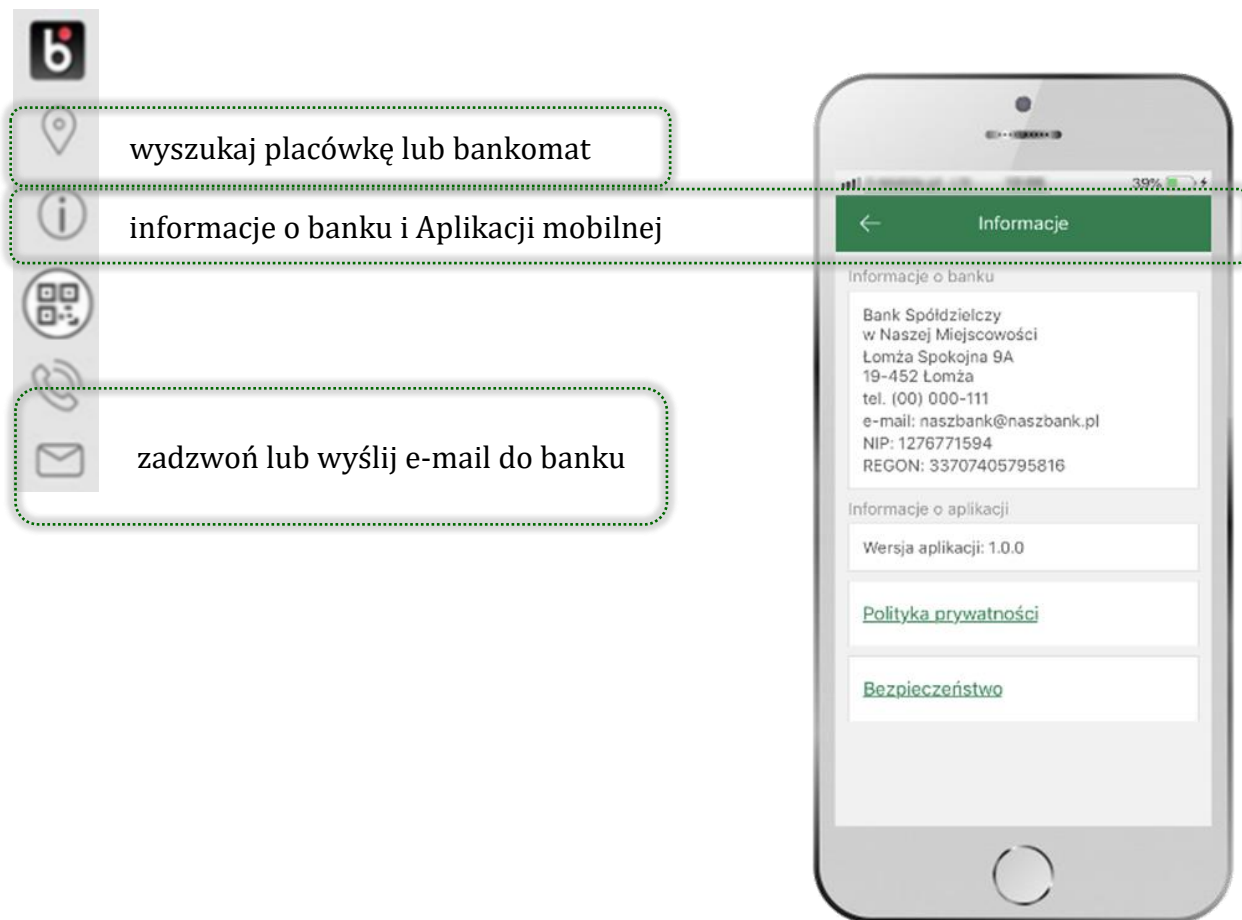 wyszukaj placówkę lub bankomat
informacje o banku i Aplikacji mobilnej
zadzwoń lub wyślij e-mail do banku
39%
Informacje
Informacje o banku
Bank Spółdzielczy
w Naszej Miejscowości
Łomża Spokojna 9A
19-452 Łomża
tel. (00) 000-111
e-mail: naszbank@naszbank.pl
NIP: 1276771594
REGON: 33707405795816
Informacje o aplikacji
Wersja aplikacji: 1.0.0
Polityka prywatności
Bezpieczeństwo